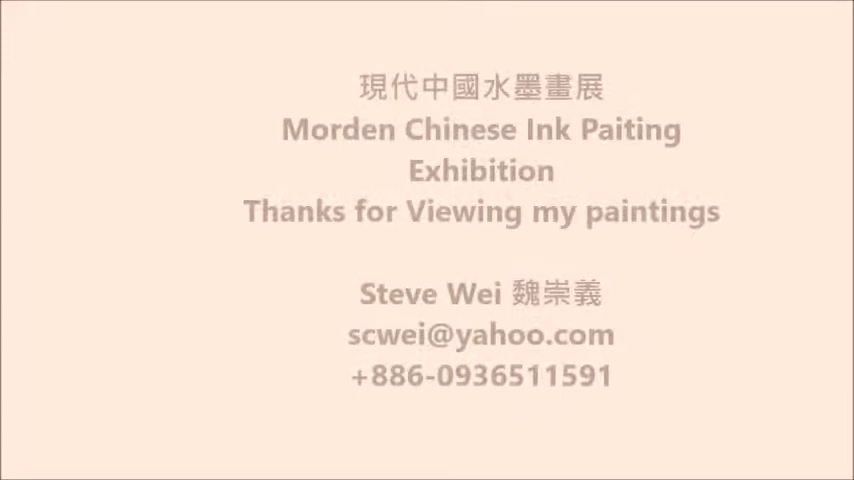 現代中國水墨畫展
Morden Chinese Ink Paiting
Exhibition
Thanks for Viewing my paintings
Steve Wei 魏崇義
scwei@yahoo.com
+886-0936511591